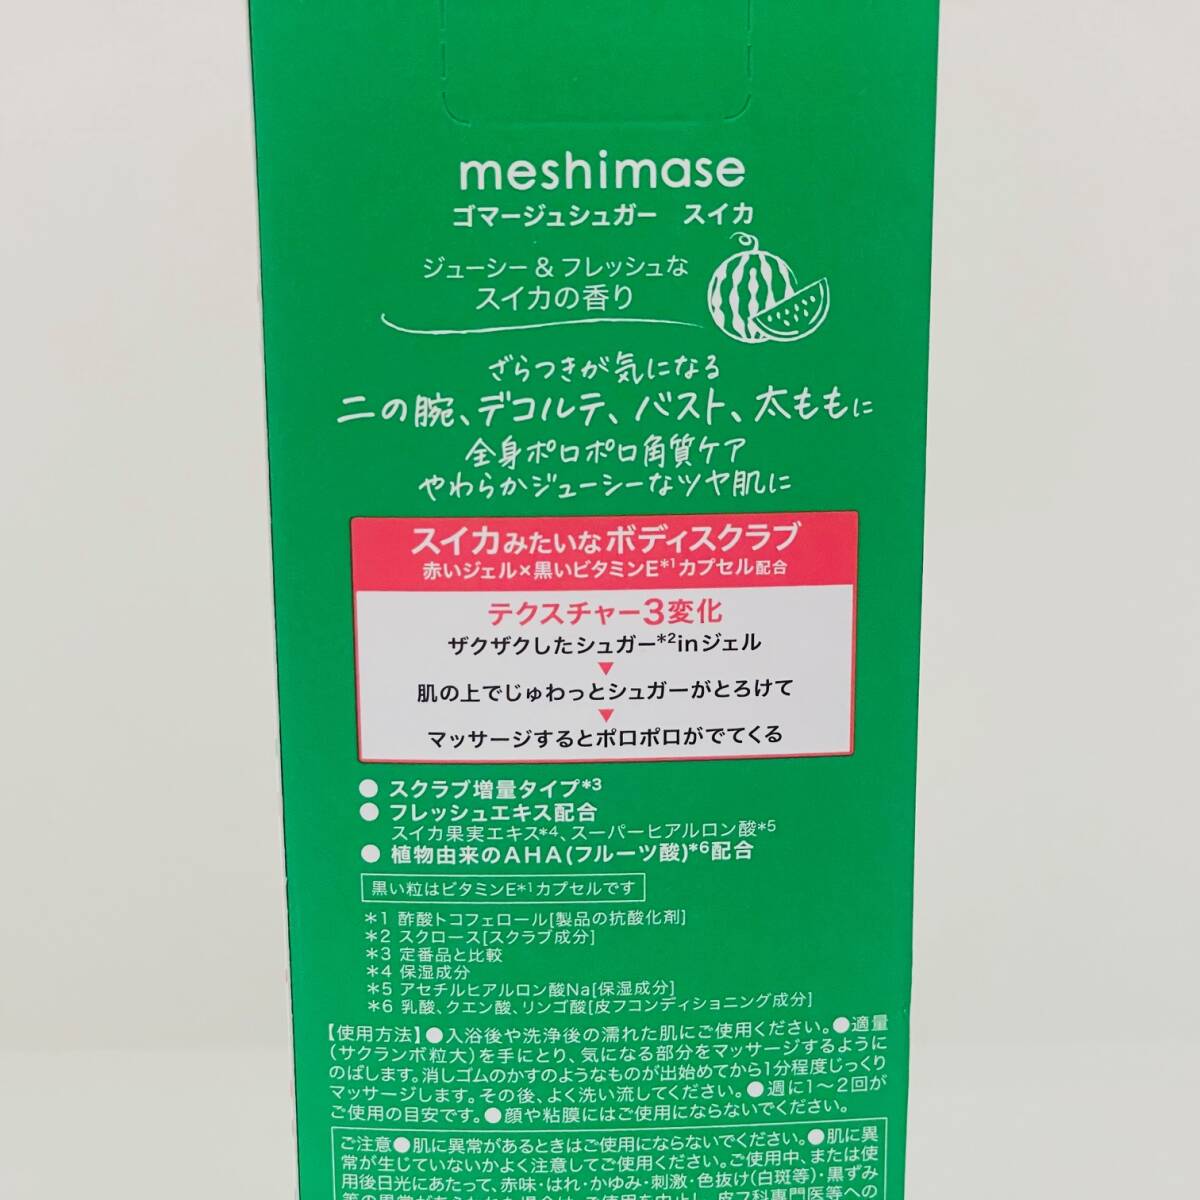 meshimase
ゴマージュシュガー　スイカ
ジューシー & フレッシュな
スイカの香り
ざらつきが気になる
二の腕、デコルテ、バスト、太ももに
全身ポロポロ角質ケア
やわらかジューシーなツヤ肌に
スイカみたいなボディスクラブ
赤いジェル×黒いビタミンE*1カプセル配合
テクスチャー3変化
ザクザクしたシュガー*2inジェル
▼
肌の上でじゅわっとシュガーがとろけて
▼
マッサージするとポロポロがでてくる
● スクラブ増量タイプ*3
● フレッシュエキス配合
スイカ果実エキス*4、スーパーヒアルロン酸*5
● 植物由来のAHA(フルーツ酸)*6配合
黒い粒はビタミンE*1カプセルです
*1 酢酸トコフェロール[製品の抗酸化剤]
*2 スクロース[スクラブ成分]
*3 定番品と比較
*4 保湿成分
*5 アセチルヒアルロン酸Na[保湿成分]
*6 乳酸、クエン酸、リンゴ酸[皮フコンディショニング成分]
【使用方法】●入浴後や洗浄後の濡れた肌にご使用ください。●適量
(サクランボ粒大)を手にとり、気になる部分をマッサージするように
のばします。消しゴムのかすのようなものが出始めてから1分程度じっくり
マッサージします。その後、よく洗い流してください。●週に1〜2回が
ご使用の目安です。●顔や粘膜にはご使用にならないでください。
ご注意●肌に異常があるときはご使用にならないでください。●肌に異
常が生じていないかよく注意してご使用ください。ご使用中、または使
用後日光にあたって、赤味・はれ・かゆみ・刺激・色抜け(白斑等)・黒ずみ
等の異常があらわれた場合は、ご使用を中止し、皮フ科専門医等への